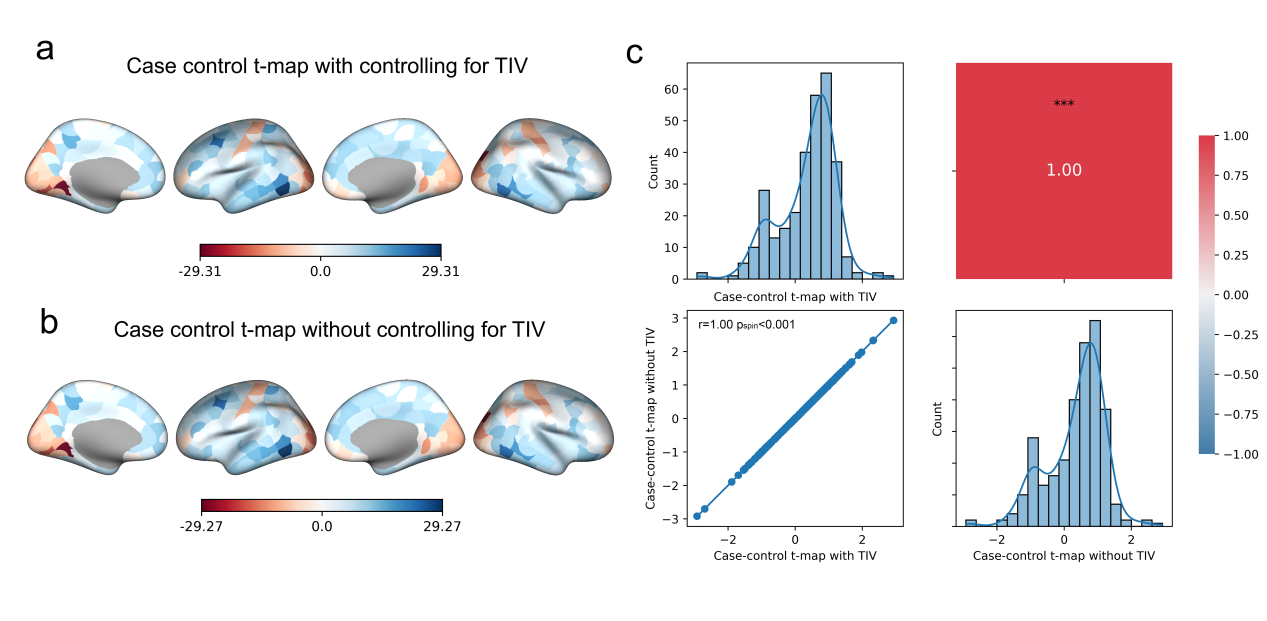 a
Case control t-map with controlling for TIV
-29.31 0.0 29.31
b
Case control t-map without controlling for TIV
-29.27 0.0 29.27
c
Count
60
50
40
30
20
10
0
Case-control t-map with TIV
***
1.00
1.00
0.75
0.50
0.25
0.00
−0.25
−0.50
−0.75
−1.00
Case-control t-map without TIV
3
2
1
0
−1
−2
−3
r=1.00 pspin<0.001
−2 0 2
Case-control t-map with TIV
Count
−2 0 2
Case-control t-map without TIV